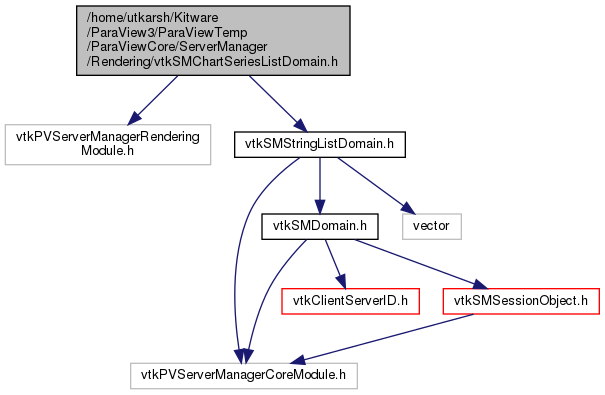 /home/utkarsh/Kitware
/ParaView3/ParaViewTemp
/ParaViewCore/ServerManager
/Rendering/vtkSMChartSeriesListDomain.h
vtkPVServerManagerRendering
Module.h
vtkSMStringListDomain.h
vtkSMDomain.h
vector
vtkClientServerID.h
vtkSMSessionObject.h
vtkPVServerManagerCoreModule.h